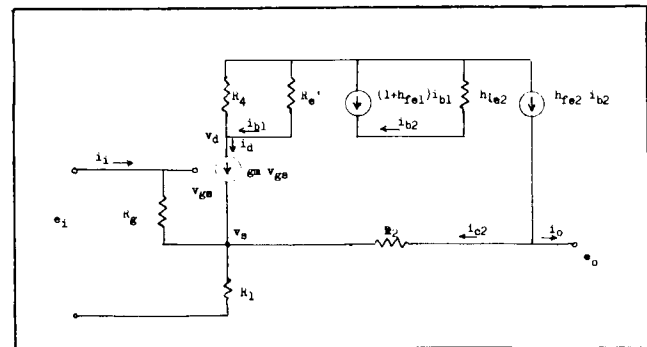 R4
Re'
(1+hfe1)ib1
hie2
hfe2 ib2
ib1
ib2
vd
id
ii
gm vgs
vgs
ei
Rg
vs
R2
ic2
io
eo
R1